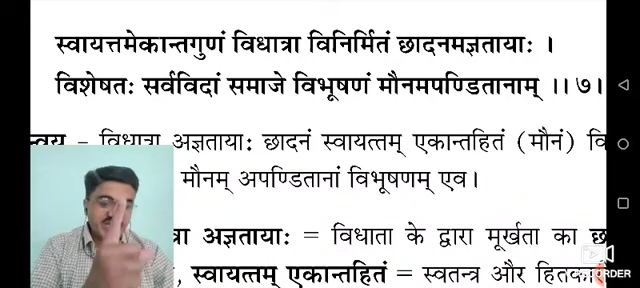 स्वायत्तमेकान्तगुणं विधात्रा विनिर्मितं छादनमज्ञतायाः ।
विशेषतः सर्वविदां समाजे विभूषणं मौनमपण्डितानाम् ।। ७।
विधात्रा अज्ञतायाः छादनं स्वायत्तम् एकान्तहितं (मौनं) वि
मौनम् अपण्डितानां विभूषणम् एव।
त्रा अज्ञतायाः = विधाता के द्वारा मूर्खता का छ
स्वायत्तम् एकान्तहितं = स्वतन्त्र और हितका
RECORDER